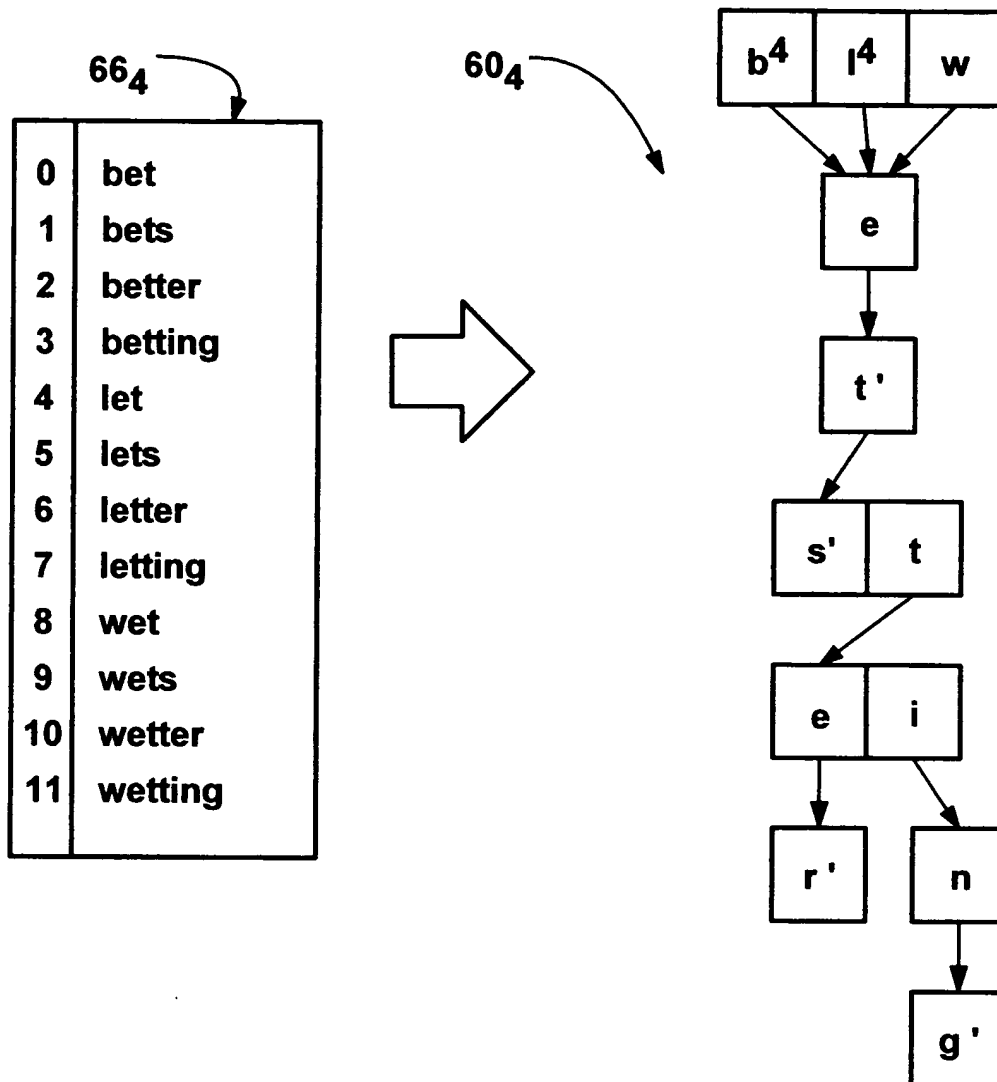 66₄
0 bet
1 bets
2 better
3 betting
4 let
5 lets
6 letter
7 letting
8 wet
9 wets
10 wetter
11 wetting
60₄
b⁴ l⁴ w
e
t '
s' t
e i
r ' n
g '